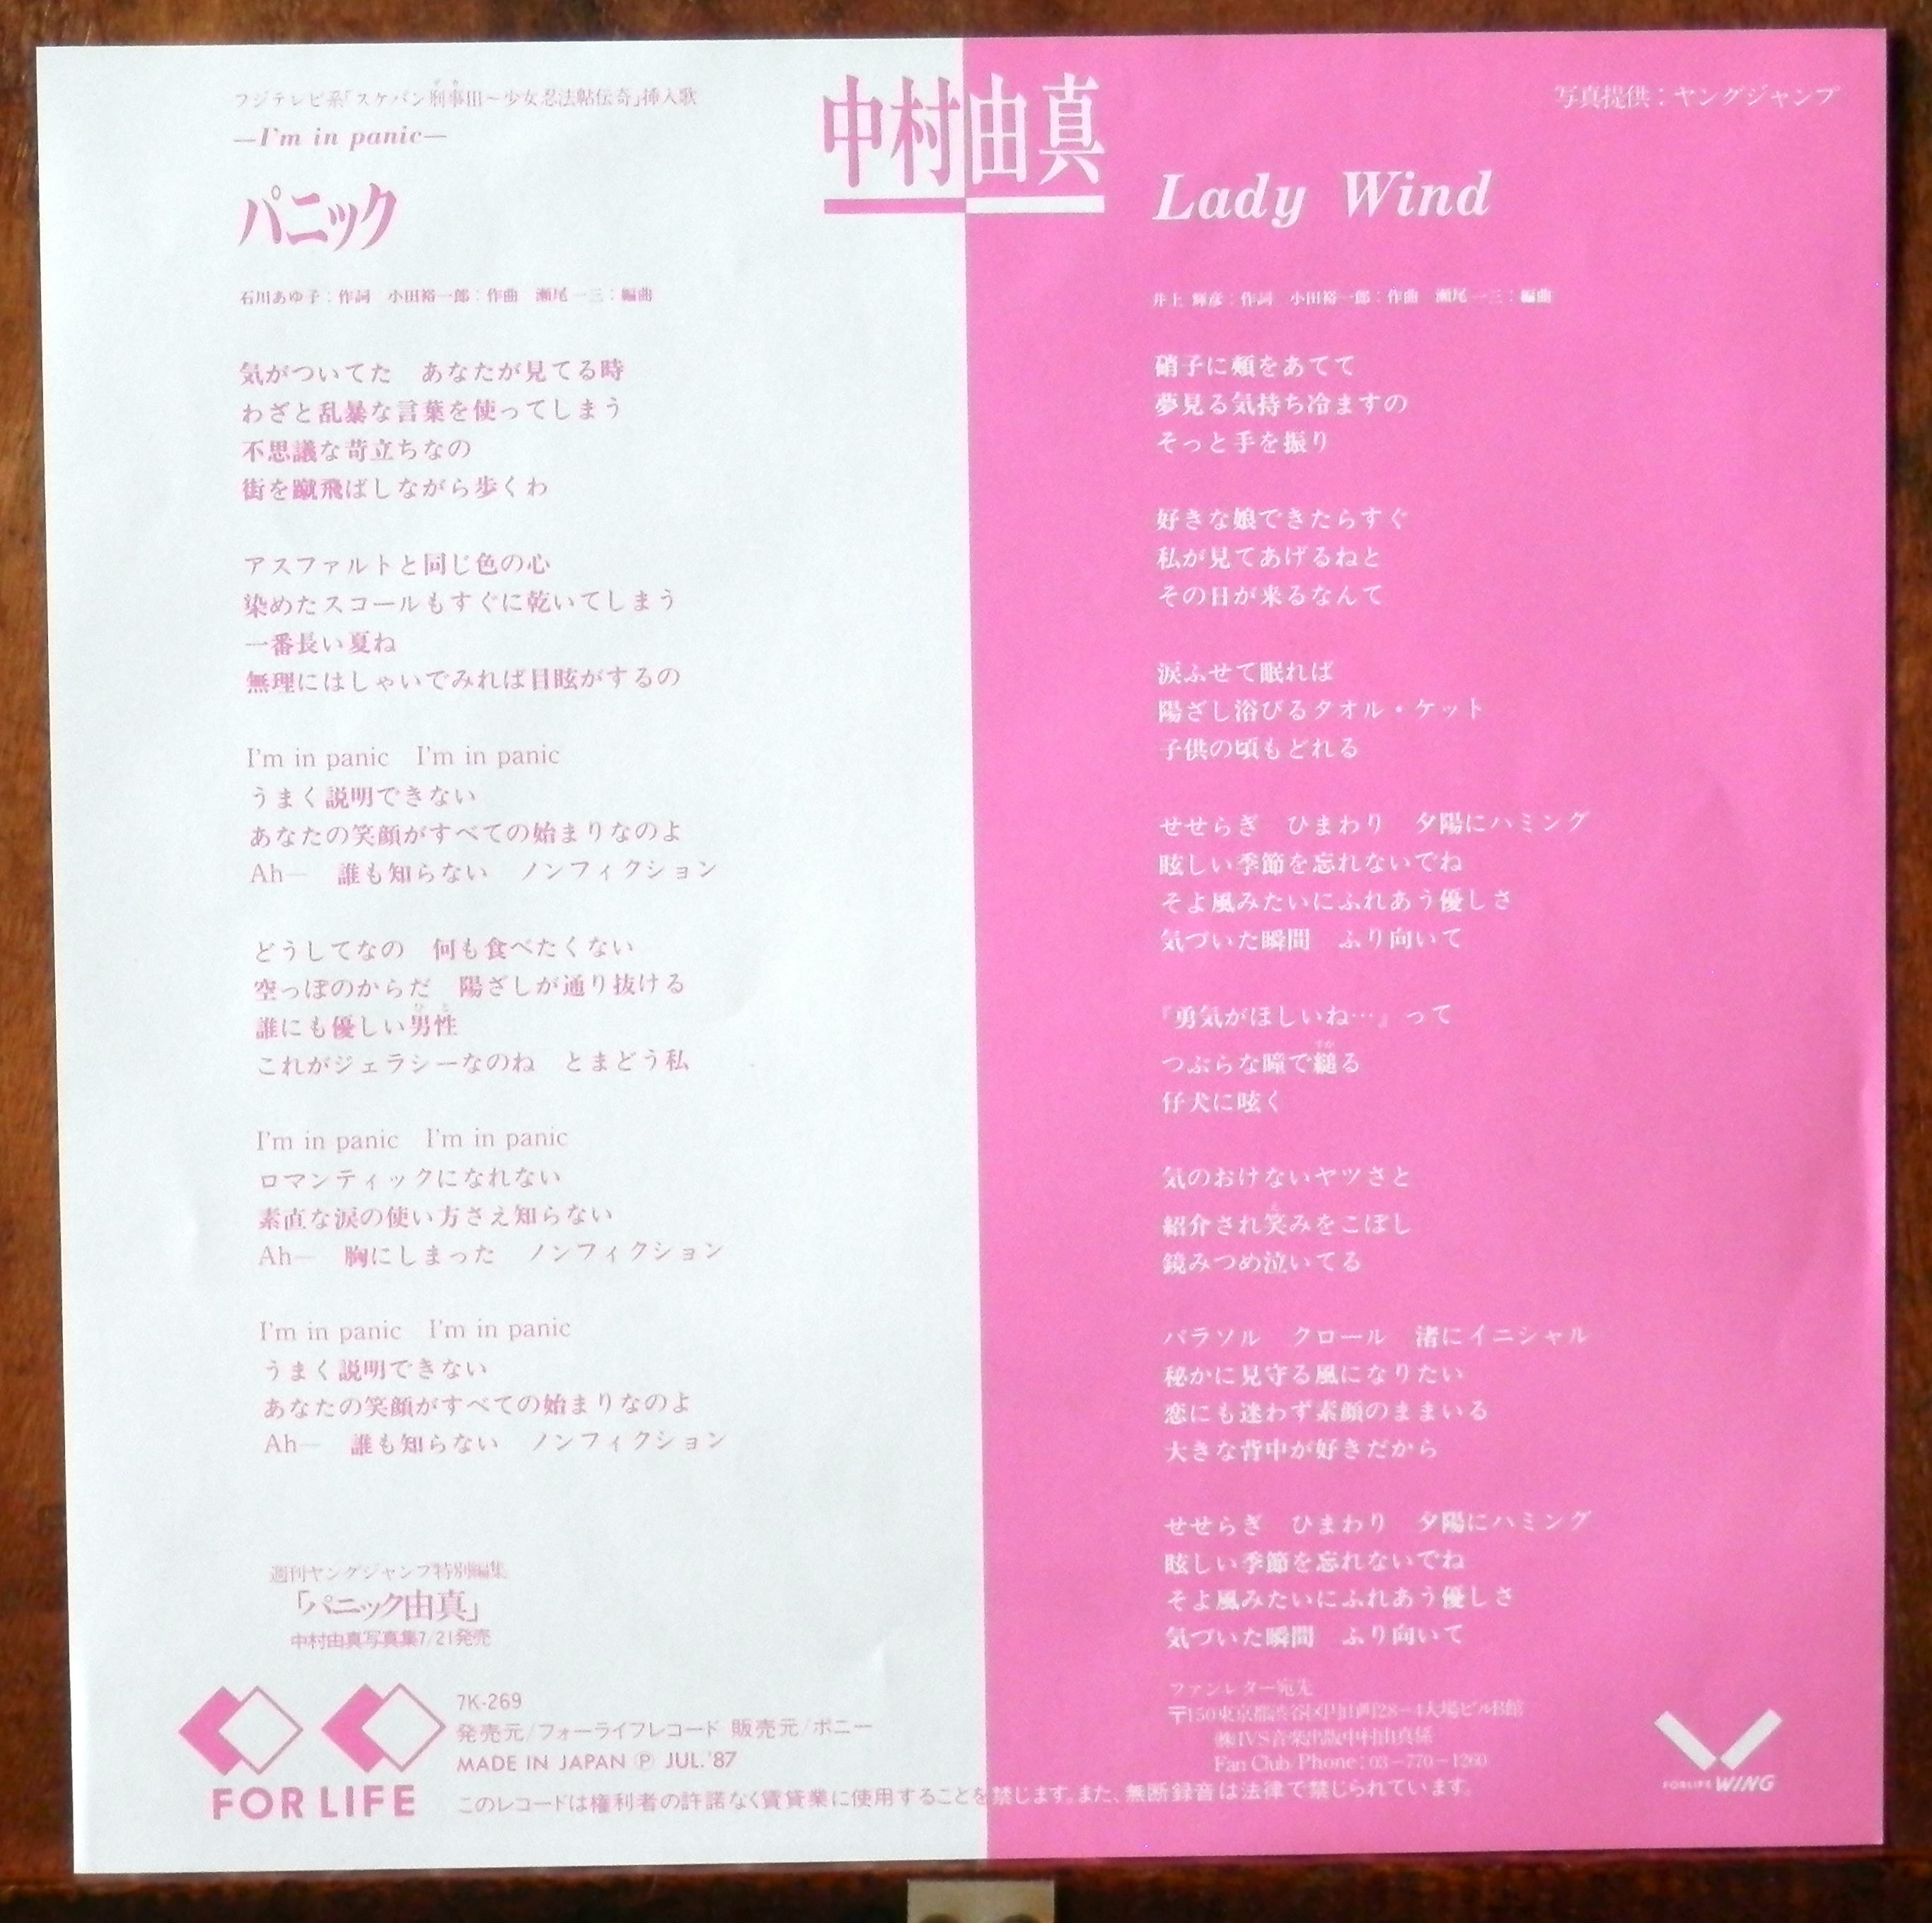 フジテレビ系「スケバン刑事III~少女忍法帖伝奇」挿入歌
—I'm in panic—
パニック
石川あゆ子:作詞 小田裕一郎:作曲 瀬尾一三:編曲
気がついてた あなたが見てる時
わざと乱暴な言葉を使ってしまう
不思議な苛立ちなの
街を蹴飛ばしながら歩くわ
アスファルトと同じ色の心
染めたスコールもすぐに乾いてしまう
一番長い夏ね
無理にはしゃいでみれば目眩がするの
I'm in panic I'm in panic
うまく説明できない
あなたの笑顔がすべての始まりなのよ
Ah— 誰も知らない ノンフィクション
どうしてなの 何も食べたくない
空っぽのからだ 陽ざしが通り抜ける
誰にも優しい男性
これがジェラシーなのね とまどう私
I'm in panic I'm in panic
ロマンティックになれない
素直な涙の使い方さえ知らない
Ah— 胸にしまった ノンフィクション
I'm in panic I'm in panic
うまく説明できない
あなたの笑顔がすべての始まりなのよ
Ah— 誰も知らない ノンフィクション
週刊ヤングジャンプ特別編集
「パニック由真」
中村由真写真集7/21発売
FOR LIFE
7K-269
発売元/フォーライフレコード 販売元/ポニー
MADE IN JAPAN Ⓟ JUL.'87
このレコードは権利者の許諾なく賃貸業に使用することを禁じます。また、無断録音は法律で禁じられています。
中村由真
写真提供:ヤングジャンプ
Lady Wind
井上輝彦:作詞 小田裕一郎:作曲 瀬尾一三:編曲
硝子に頬をあてて
夢見る気持ち冷ますの
そっと手を振り
好きな娘できたらすぐ
私が見てあげるねと
その日が来るなんて
涙ふせて眠れば
陽ざし浴びるタオル・ケット
子供の頃もどれる
せせらぎ ひまわり 夕陽にハミング
眩しい季節を忘れないでね
そよ風みたいにふれあう優しさ
気づいた瞬間 ふり向いて
『勇気がほしいね…』って
つぶらな瞳で縋る
仔犬に呟く
気のおけないヤツさと
紹介され笑みをこぼし
鏡みつめ泣いてる
パラソル クロール 渚にイニシャル
秘かに見守る風になりたい
恋にも迷わず素顔のままいる
大きな背中が好きだから
せせらぎ ひまわり 夕陽にハミング
眩しい季節を忘れないでね
そよ風みたいにふれあう優しさ
気づいた瞬間 ふり向いて
ファンレター宛先
〒150東京都渋谷区円山町28-4大場ビルB館
㈱IVS音楽出版中村由真係
Fan Club Phone: 03-770-1260
FORLIFE WING